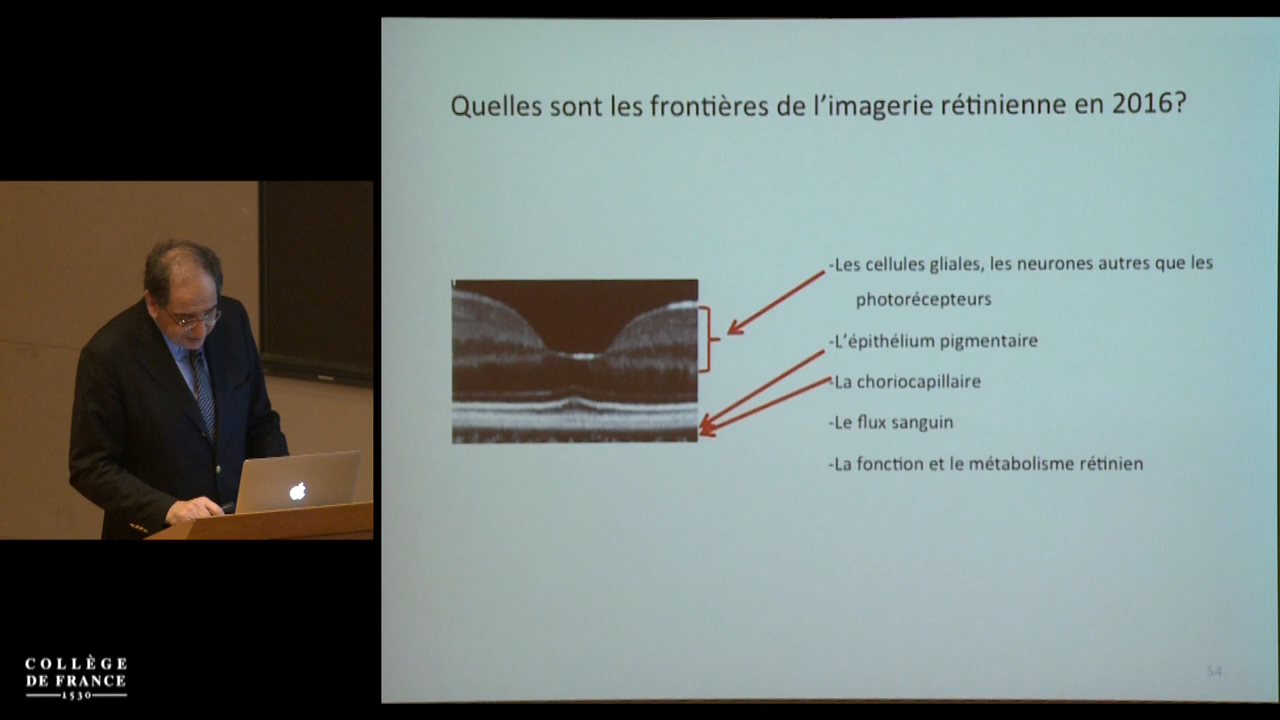 Quelles sont les frontières de l'imagerie rétinienne en 2016?
-Les cellules gliales, les neurones autres que les
photorécepteurs
-L'épithélium pigmentaire
-La choriocapillaire
-Le flux sanguin
-La fonction et le métabolisme rétinien
54
COLLÈGE
DE FRANCE
1530